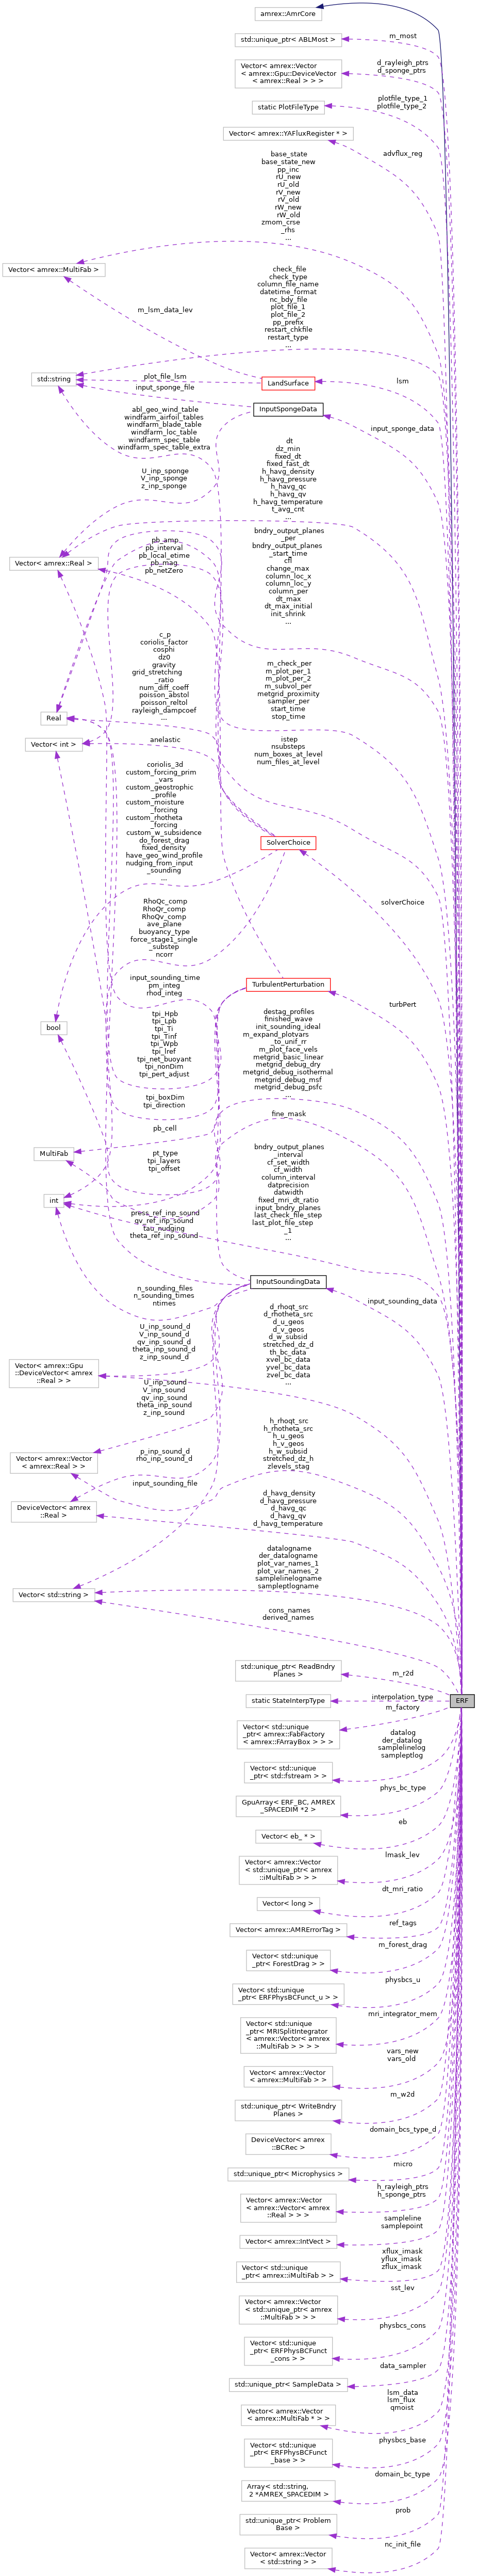 amrex::AmrCore
std::unique_ptr< ABLMost >
m_most
Vector< amrex::Vector
< amrex::Gpu::DeviceVector
< amrex::Real > > >
d_rayleigh_ptrs
d_sponge_ptrs
static PlotFileType
plotfile_type_1
plotfile_type_2
Vector< amrex::YAFluxRegister * >
advflux_reg
base_state
base_state_new
pp_inc
rU_new
rU_old
rV_new
rV_old
rW_new
rW_old
zmom_crse
_rhs
...
Vector< amrex::MultiFab >
check_file
check_type
column_file_name
datetime_format
nc_bdy_file
plot_file_1
plot_file_2
pp_prefix
restart_chkfile
restart_type
...
m_lsm_data_lev
std::string
plot_file_lsm
LandSurface
lsm
input_sponge_file
InputSpongeData
input_sponge_data
abl_geo_wind_table
windfarm_airfoil_tables
windfarm_blade_table
windfarm_loc_table
windfarm_spec_table
windfarm_spec_table_extra
dt
dz_min
fixed_dt
fixed_fast_dt
h_havg_density
h_havg_pressure
h_havg_qc
h_havg_qv
h_havg_temperature
t_avg_cnt
...
U_inp_sponge
V_inp_sponge
z_inp_sponge
bndry_output_planes
_per
bndry_output_planes
_start_time
cfl
change_max
column_loc_x
column_loc_y
column_per
dt_max
dt_max_initial
init_shrink
...
pb_amp
pb_interval
pb_local_etime
pb_mag
pb_netZero
Vector< amrex::Real >
c_p
coriolis_factor
cosphi
dz0
gravity
grid_stretching
_ratio
num_diff_coeff
poisson_abstol
poisson_reltol
rayleigh_dampcoef
...
m_check_per
m_plot_per_1
m_plot_per_2
m_subvol_per
metgrid_proximity
sampler_per
start_time
stop_time
Real
Vector< int >
anelastic
istep
nsubsteps
num_boxes_at_level
num_files_at_level
coriolis_3d
custom_forcing_prim
_vars
custom_geostrophic
_profile
custom_moisture
_forcing
custom_rhotheta
_forcing
custom_w_subsidence
do_forest_drag
fixed_density
have_geo_wind_profile
nudging_from_input
_sounding
...
SolverChoice
solverChoice
RhoQc_comp
RhoQr_comp
RhoQv_comp
ave_plane
buoyancy_type
force_stage1_single
_substep
ncorr
input_sounding_time
pm_integ
rhod_integ
TurbulentPerturbation
turbPert
bool
tpi_Hpb
tpi_Lpb
tpi_Ti
tpi_Tinf
tpi_Wpb
tpi_lref
tpi_net_buoyant
tpi_nonDim
tpi_pert_adjust
destag_profiles
finished_wave
init_sounding_ideal
m_expand_plotvars
_to_unif_rr
m_plot_face_vels
metgrid_basic_linear
metgrid_debug_dry
metgrid_debug_isothermal
metgrid_debug_msf
metgrid_debug_psfc
...
tpi_boxDim
tpi_direction
fine_mask
pb_cell
MultiFab
pt_type
tpi_layers
tpi_offset
bndry_output_planes
_interval
cf_set_width
cf_width
column_interval
datprecision
datwidth
fixed_mri_dt_ratio
input_bndry_planes
last_check_file_step
last_plot_file_step
_1
...
int
press_ref_inp_sound
qv_ref_inp_sound
tau_nudging
theta_ref_inp_sound
InputSoundingData
input_sounding_data
n_sounding_files
n_sounding_times
ntimes
d_rhoqt_src
d_rhotheta_src
d_u_geos
d_v_geos
d_w_subsid
stretched_dz_d
th_bc_data
xvel_bc_data
yvel_bc_data
zvel_bc_data
...
U_inp_sound_d
V_inp_sound_d
qv_inp_sound_d
theta_inp_sound_d
z_inp_sound_d
Vector< amrex::Gpu
::DeviceVector< amrex
::Real > >
U_inp_sound
V_inp_sound
qv_inp_sound
theta_inp_sound
z_inp_sound
h_rhoqt_src
h_rhotheta_src
h_u_geos
h_v_geos
h_w_subsid
stretched_dz_h
zlevels_stag
Vector< amrex::Vector
< amrex::Real > >
p_inp_sound_d
rho_inp_sound_d
input_sounding_file
DeviceVector< amrex
::Real >
d_havg_density
d_havg_pressure
d_havg_qc
d_havg_qv
d_havg_temperature
datalogname
der_datalogname
plot_var_names_1
plot_var_names_2
samplelinelogname
sampleptlogname
Vector< std::string >
cons_names
derived_names
std::unique_ptr< ReadBndry
Planes >
m_r2d
ERF
static StateInterpType
interpolation_type
m_factory
Vector< std::unique
_ptr< amrex::FabFactory
< amrex::FArrayBox > > >
datalog
der_datalog
samplelinelog
sampleptlog
Vector< std::unique
_ptr< std::fstream > >
phys_bc_type
GpuArray< ERF_BC, AMREX
_SPACEDIM *2 >
eb
Vector< eb_ * >
lmask_lev
Vector< amrex::Vector
< std::unique_ptr< amrex
::iMultiFab > > >
dt_mri_ratio
Vector< long >
ref_tags
Vector< amrex::AMRErrorTag >
m_forest_drag
Vector< std::unique
_ptr< ForestDrag > >
physbcs_u
Vector< std::unique
_ptr< ERFPhysBCFunct_u > >
mri_integrator_mem
Vector< std::unique
_ptr< MRISplitIntegrator
< amrex::Vector< amrex
::MultiFab > > > >
vars_new
vars_old
Vector< amrex::Vector
< amrex::MultiFab > >
m_w2d
std::unique_ptr< WriteBndry
Planes >
domain_bcs_type_d
DeviceVector< amrex
::BCRec >
micro
std::unique_ptr< Microphysics >
h_rayleigh_ptrs
h_sponge_ptrs
Vector< amrex::Vector
< amrex::Vector< amrex
::Real > > >
sampleline
samplepoint
Vector< amrex::IntVect >
xflux_imask
yflux_imask
zflux_imask
Vector< std::unique
_ptr< amrex::iMultiFab > >
sst_lev
Vector< amrex::Vector
< std::unique_ptr< amrex
::MultiFab > > >
physbcs_cons
Vector< std::unique
_ptr< ERFPhysBCFunct
_cons > >
data_sampler
std::unique_ptr< SampleData >
lsm_data
lsm_flux
qmoist
Vector< amrex::Vector
< amrex::MultiFab * > >
physbcs_base
Vector< std::unique
_ptr< ERFPhysBCFunct
_base > >
domain_bc_type
Array< std::string,
2 *AMREX_SPACEDIM >
prob
std::unique_ptr< Problem
Base >
nc_init_file
Vector< amrex::Vector
< std::string > >